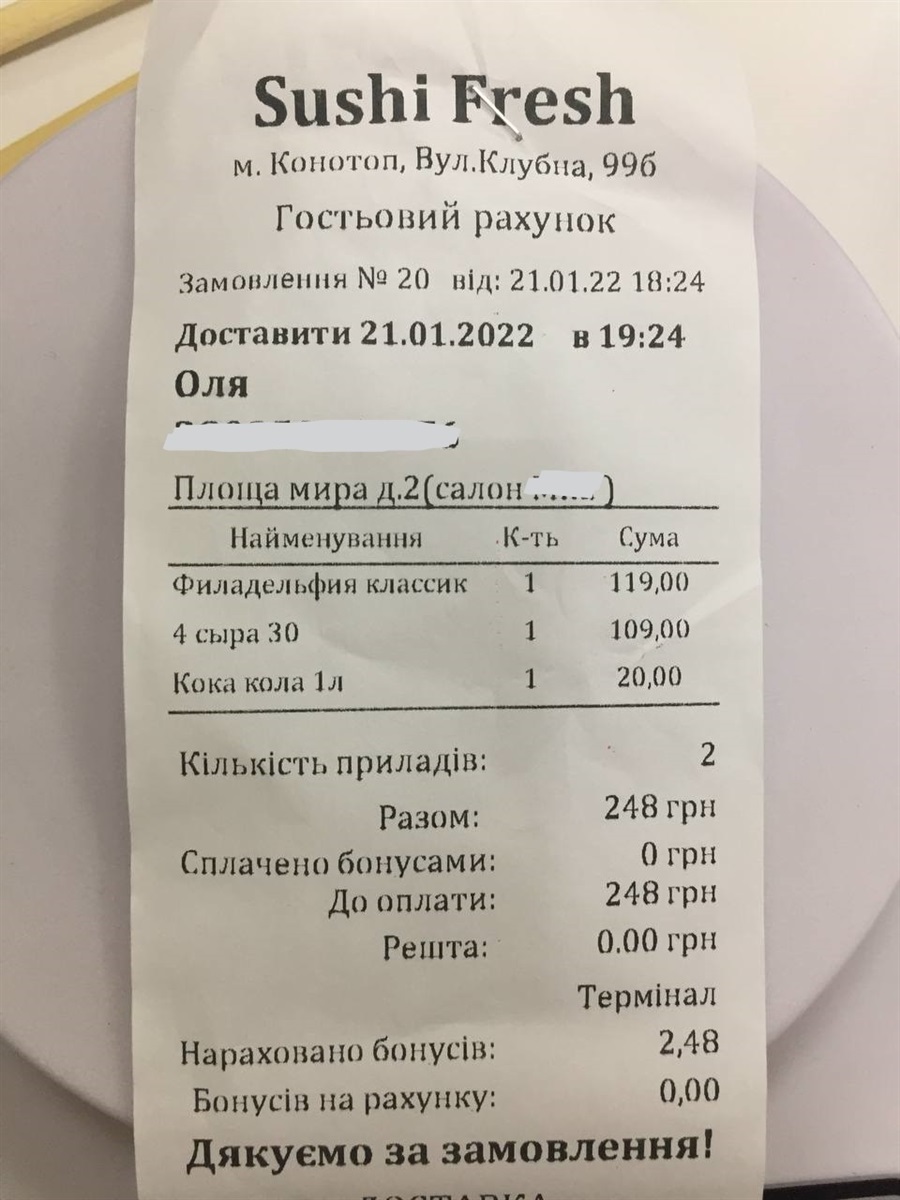 Sushi Fresh
м. Конотоп, Вул.Клубна, 99б
Гостьовий рахунок
Замовлення № 20 від: 21.01.22 18:24
Доставити 21.01.2022 в 19:24
Оля
Площа мира д.2(салон )
Найменування К-ть Сума
Филадельфия классик 1 119,00
4 сыра 30 1 109,00
Кока кола 1л 1 20,00
Кількість приладів: 2
Разом: 248 грн
Сплачено бонусами: 0 грн
До оплати: 248 грн
Решта: 0.00 грн
Термінал
Нараховано бонусів: 2,48
Бонусів на рахунку: 0,00
Дякуємо за замовлення!